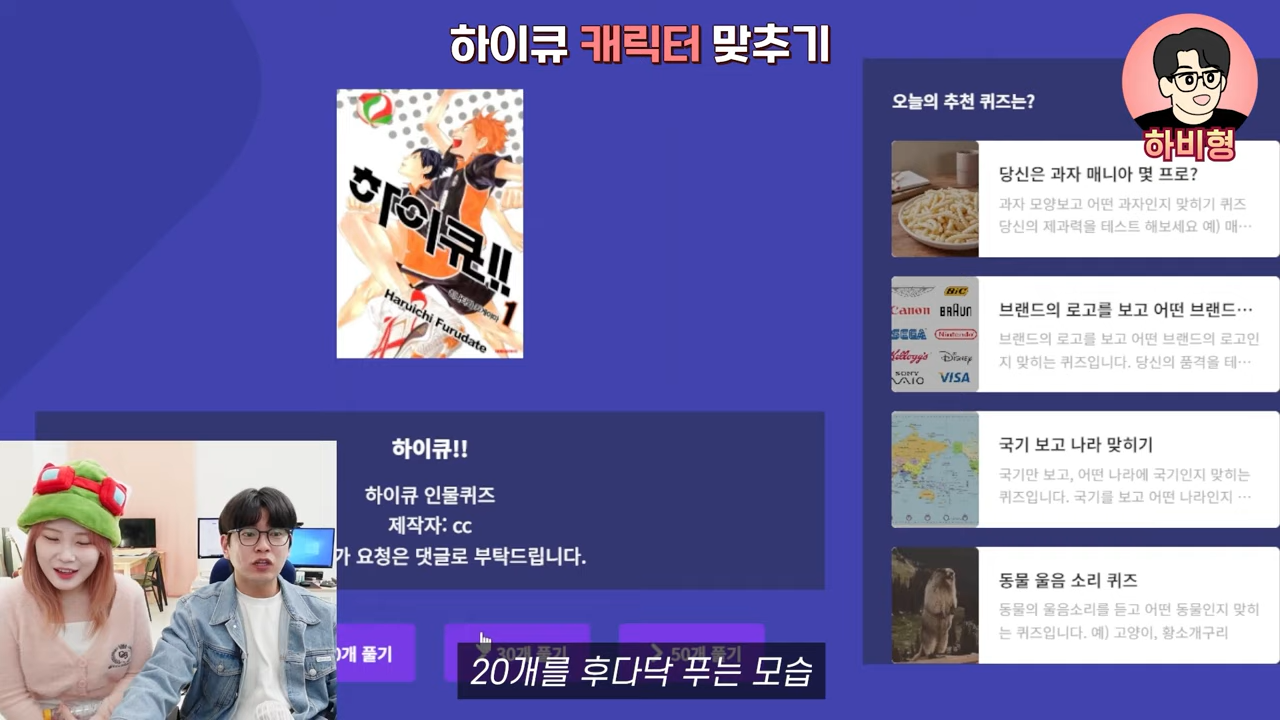 하이큐 캐릭터 맞추기
하비형
하이큐!!
Haruichi Furudate
1
하이큐!!
하이큐 인물퀴즈
제작자: cc
가 요청은 댓글로 부탁드립니다.
0개 풀기
30개 풀기
50개 풀기
20개를 후다닥 푸는 모습
오늘의 추천 퀴즈는?
당신은 과자 매니아 몇 프로?
과자 모양보고 어떤 과자인지 맞히기 퀴즈
당신의 제과력을 테스트 해보세요 예) 매…
브랜드의 로고를 보고 어떤 브랜드…
브랜드의 로고를 보고 어떤 브랜드의 로고인
지 맞히는 퀴즈입니다. 당신의 품격을 테…
BiC
Canon
BRAUN
SEGA
Nintendo
Kellogg's
Disney
SONY
VAIO
VISA
국기 보고 나라 맞히기
국기만 보고, 어떤 나라에 국기인지 맞히는
퀴즈입니다. 국기를 보고 어떤 나라인지 …
동물 울음 소리 퀴즈
동물의 울음소리를 듣고 어떤 동물인지 맞히
는 퀴즈입니다. 예) 고양이, 황소개구리